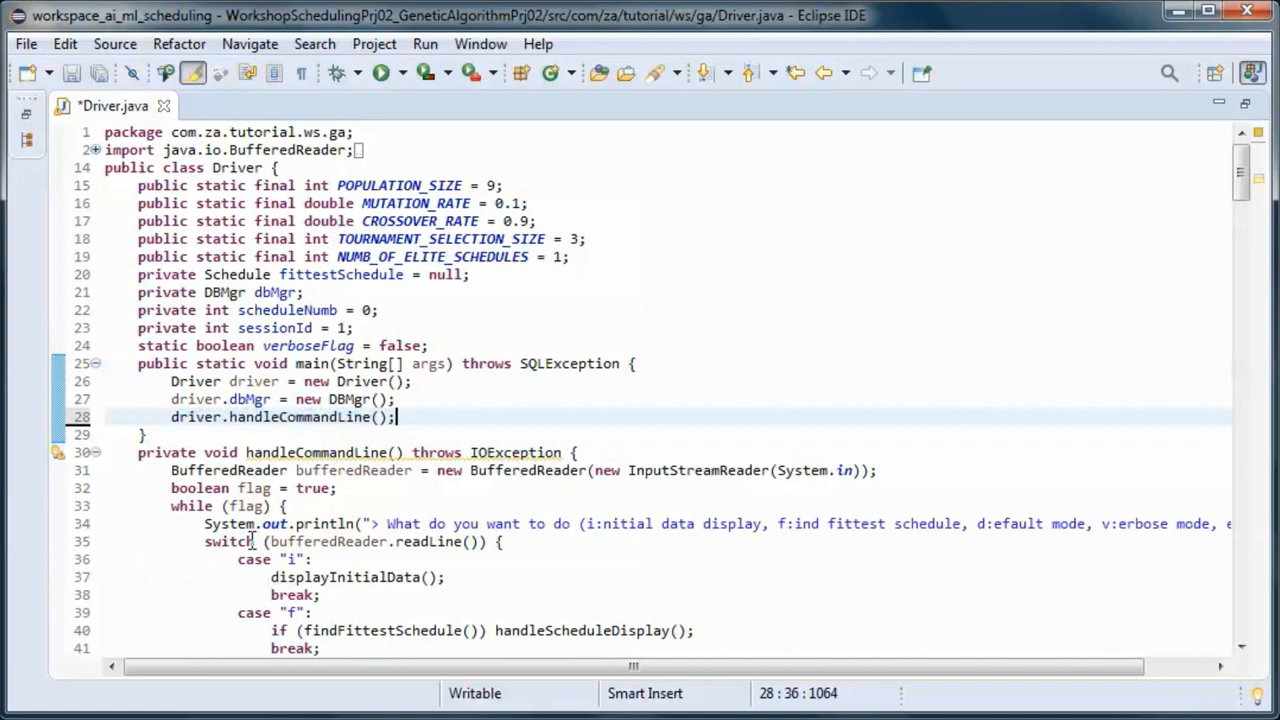 workspace_ai_ml_scheduling - WorkshopSchedulingPrj02_GeneticAlgorithmPrj02/src/com/za/tutorial/ws/ga/Driver.java - Eclipse IDE
File Edit Source Refactor Navigate Search Project Run Window Help
*Driver.java
1 package com.za.tutorial.ws.ga;
2 import java.io.BufferedReader;
14 public class Driver {
15 public static final int POPULATION_SIZE = 9;
16 public static final double MUTATION_RATE = 0.1;
17 public static final double CROSSOVER_RATE = 0.9;
18 public static final int TOURNAMENT_SELECTION_SIZE = 3;
19 public static final int NUMB_OF_ELITE_SCHEDULES = 1;
20 private Schedule fittestSchedule = null;
21 private DBMgr dbMgr;
22 private int scheduleNumb = 0;
23 private int sessionId = 1;
24 static boolean verboseFlag = false;
25 public static void main(String[] args) throws SQLException {
26 Driver driver = new Driver();
27 driver.dbMgr = new DBMgr();
28 driver.handleCommandLine();
29 }
30 private void handleCommandLine() throws IOException {
31 BufferedReader bufferedReader = new BufferedReader(new InputStreamReader(System.in));
32 boolean flag = true;
33 while (flag) {
34 System.out.println("> What do you want to do (i:nitial data display, f:ind fittest schedule, d:efault mode, v:erbose mode, e
35 switch (bufferedReader.readLine()) {
36 case "i":
37 displayInitialData();
38 break;
39 case "f":
40 if (findFittestSchedule()) handleScheduleDisplay();
41 break;
Writable Smart Insert 28 : 36 : 1064